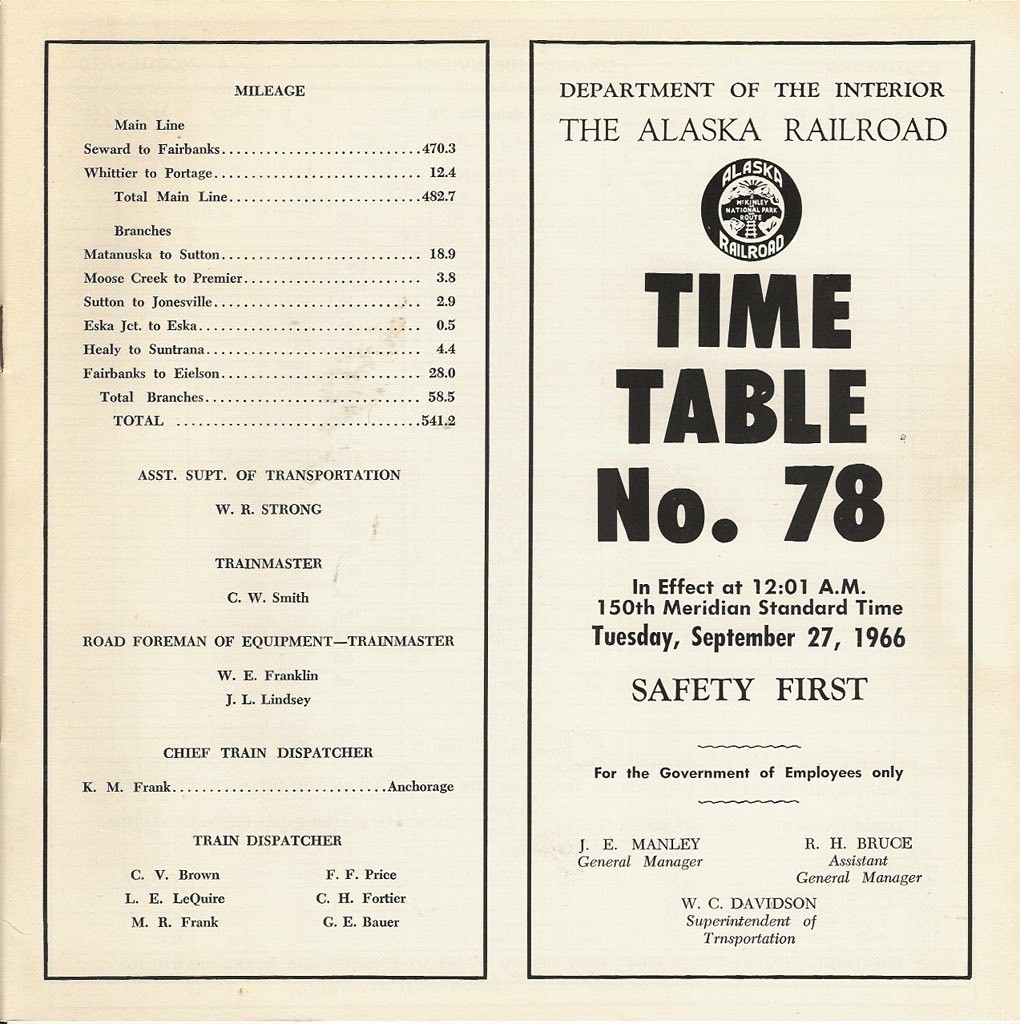 MILEAGE
Main Line
Seward to Fairbanks..........................470.3
Whittier to Portage........................... 12.4
Total Main Line.........................482.7
Branches
Matanuska to Sutton.......................... 18.9
Moose Creek to Premier....................... 3.8
Sutton to Jonesville........................... 2.9
Eska Jct. to Eska............................. 0.5
Healy to Suntrana............................ 4.4
Fairbanks to Eielson.......................... 28.0
Total Branches............................ 58.5
TOTAL ................................541.2
ASST. SUPT. OF TRANSPORTATION
W. R. STRONG
TRAINMASTER
C. W. Smith
ROAD FOREMAN OF EQUIPMENT—TRAINMASTER
W. E. Franklin
J. L. Lindsey
CHIEF TRAIN DISPATCHER
K. M. Frank............................Anchorage
TRAIN DISPATCHER
C. V. Brown F. F. Price
L. E. LeQuire C. H. Fortier
M. R. Frank G. E. Bauer
DEPARTMENT OF THE INTERIOR
THE ALASKA RAILROAD
ALASKA
McKINLEY
NATIONAL PARK
ROUTE
RAILROAD
TIME
TABLE
No. 78
In Effect at 12:01 A.M.
150th Meridian Standard Time
Tuesday, September 27, 1966
SAFETY FIRST
For the Government of Employees only
J. E. MANLEY
General Manager
R. H. BRUCE
Assistant
General Manager
W. C. DAVIDSON
Superintendent of
Trnsportation